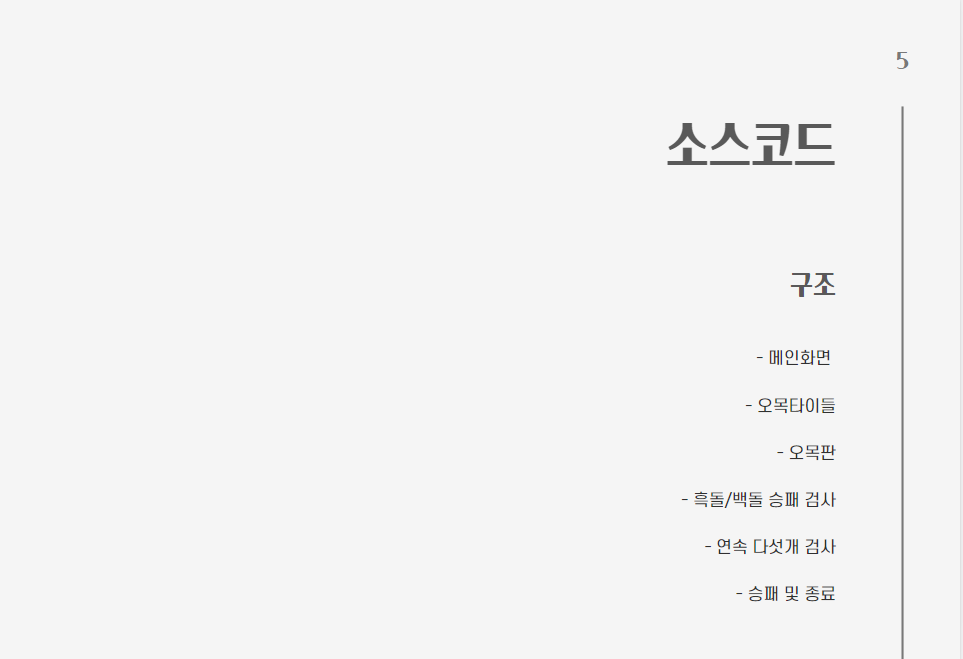 5
소스코드
구조
- 메인화면
- 오목타이들
- 오목판
- 흑돌/백돌 승패 검사
- 연속 다섯개 검사
- 승패 및 종료